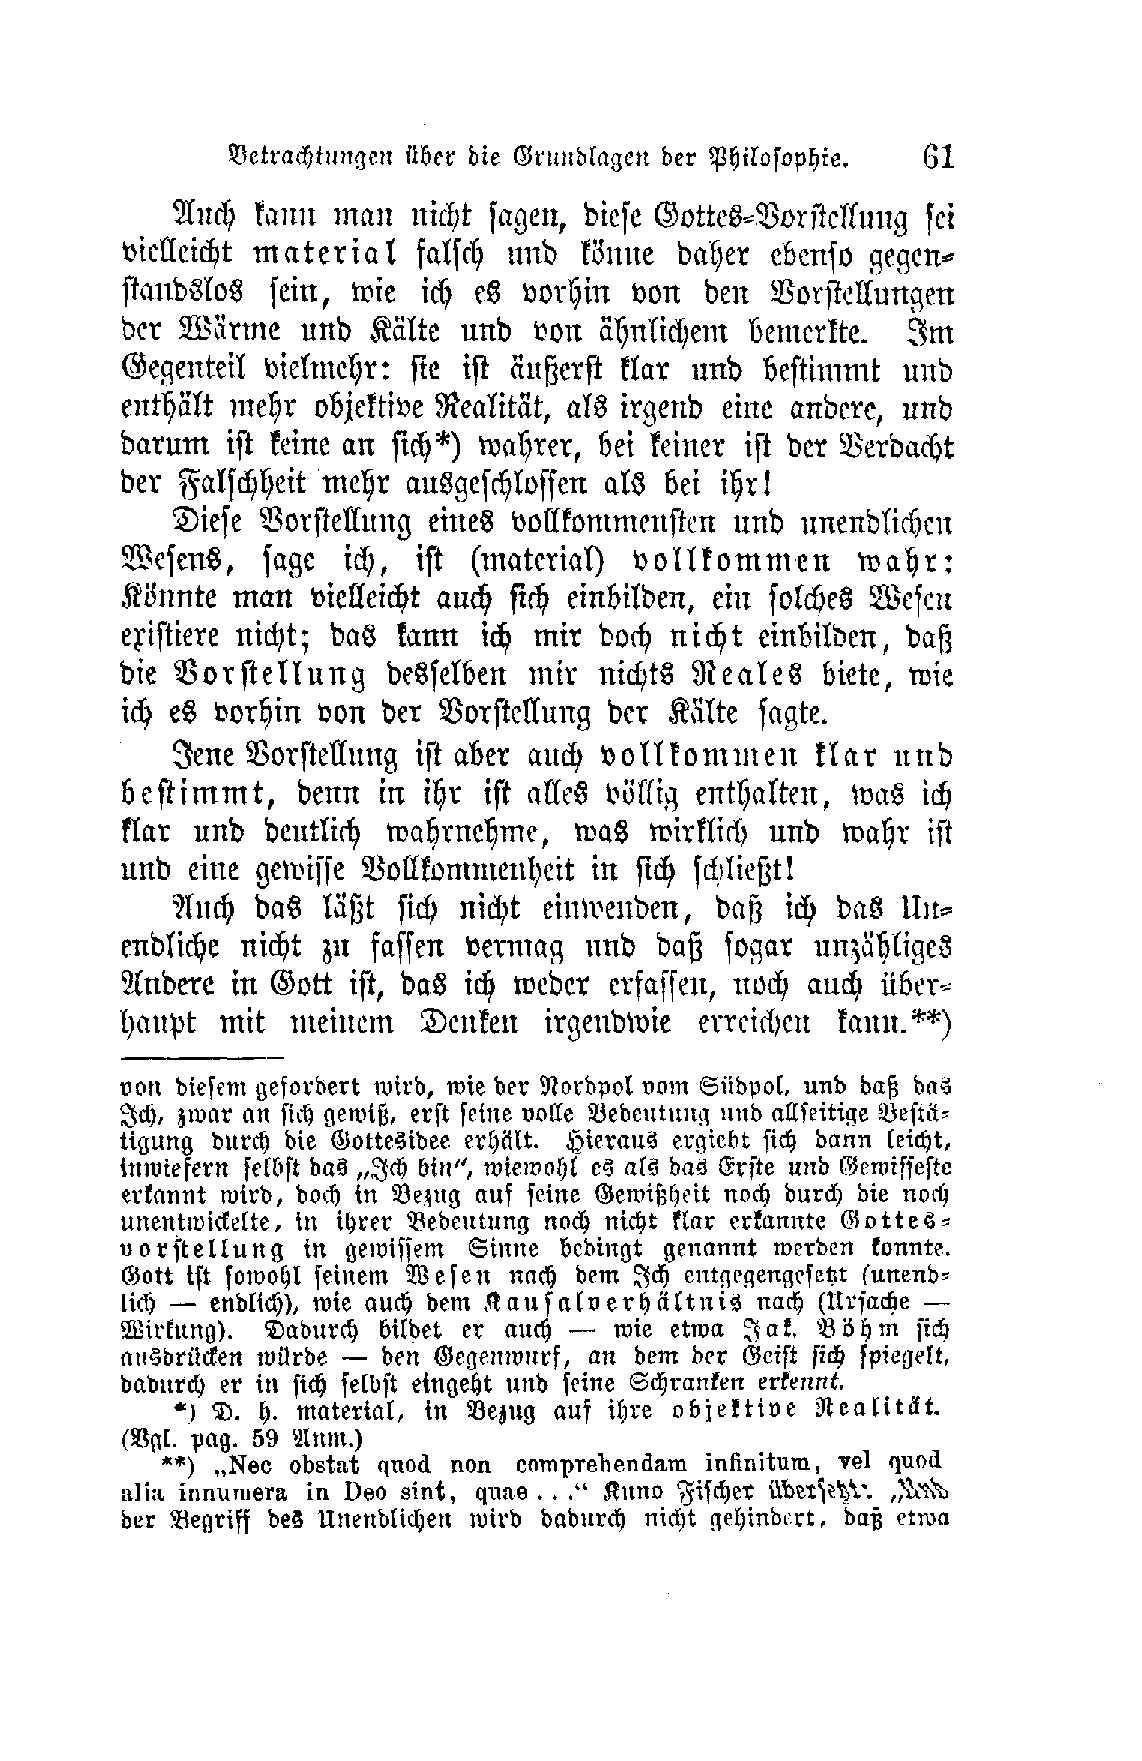 Betrachtungen über die Grundlagen der Philosophie. 61
Auch kann man nicht sagen, diese Gottes-Vorstellung sei
vielleicht material falsch und könne daher ebenso gegen-
standslos sein, wie ich es vorhin von den Vorstellungen
der Wärme und Kälte und von ähnlichem bemerkte. Im
Gegenteil vielmehr: sie ist äußerst klar und bestimmt und
enthält mehr objektive Realität, als irgend eine andere, und
darum ist keine an sich*) wahrer, bei keiner ist der Verdacht
der Falschheit mehr ausgeschlossen als bei ihr!
Diese Vorstellung eines vollkommensten und unendlichen
Wesens, sage ich, ist (material) vollkommen wahr:
Könnte man vielleicht auch sich einbilden, ein solches Wesen
existiere nicht; das kann ich mir doch nicht einbilden, daß
die Vorstellung desselben mir nichts Reales biete, wie
ich es vorhin von der Vorstellung der Kälte sagte.
Jene Vorstellung ist aber auch vollkommen klar und
bestimmt, denn in ihr ist alles völlig enthalten, was ich
klar und deutlich wahrnehme, was wirklich und wahr ist
und eine gewisse Vollkommenheit in sich schließt!
Auch das läßt sich nicht einwenden, daß ich das Un-
endliche nicht zu fassen vermag und daß sogar unzähliges
Andere in Gott ist, das ich weder erfassen, noch auch über-
haupt mit meinem Denken irgendwie erreichen kann.**)
von diesem gefordert wird, wie der Nordpol vom Südpol, und daß das
Ich, zwar an sich gewiß, erst seine volle Bedeutung und allseitige Bestä-
tigung durch die Gottesidee erhält. Hieraus ergiebt sich dann leicht,
inwiefern selbst das „Ich bin“, wiewohl es als das Erste und Gewisseste
erkannt wird, doch in Bezug auf seine Gewißheit noch durch die noch
unentwickelte, in ihrer Bedeutung noch nicht klar erkannte Gottes-
vorstellung in gewissem Sinne bedingt genannt werden konnte.
Gott ist sowohl seinem Wesen nach dem Ich entgegengesetzt (unend-
lich — endlich), wie auch dem Kausalverhältnis nach (Ursache —
Wirkung). Dadurch bildet er auch — wie etwa Jak. Böhm sich
ausdrücken würde — den Gegenwurf, an dem der Geist sich spiegelt,
dadurch er in sich selbst eingeht und seine Schranken erkennt.
*) D. h. material, in Bezug auf ihre objektive Realität.
(Vgl. pag. 59 Anm.)
**) „Nec obstat quod non comprehendam infinitum, vel quod
alia innumera in Deo sint, quae . . .“ Kuno Fischer übersetzt: „Und
der Begriff des Unendlichen wird dadurch nicht gehindert, daß etwa